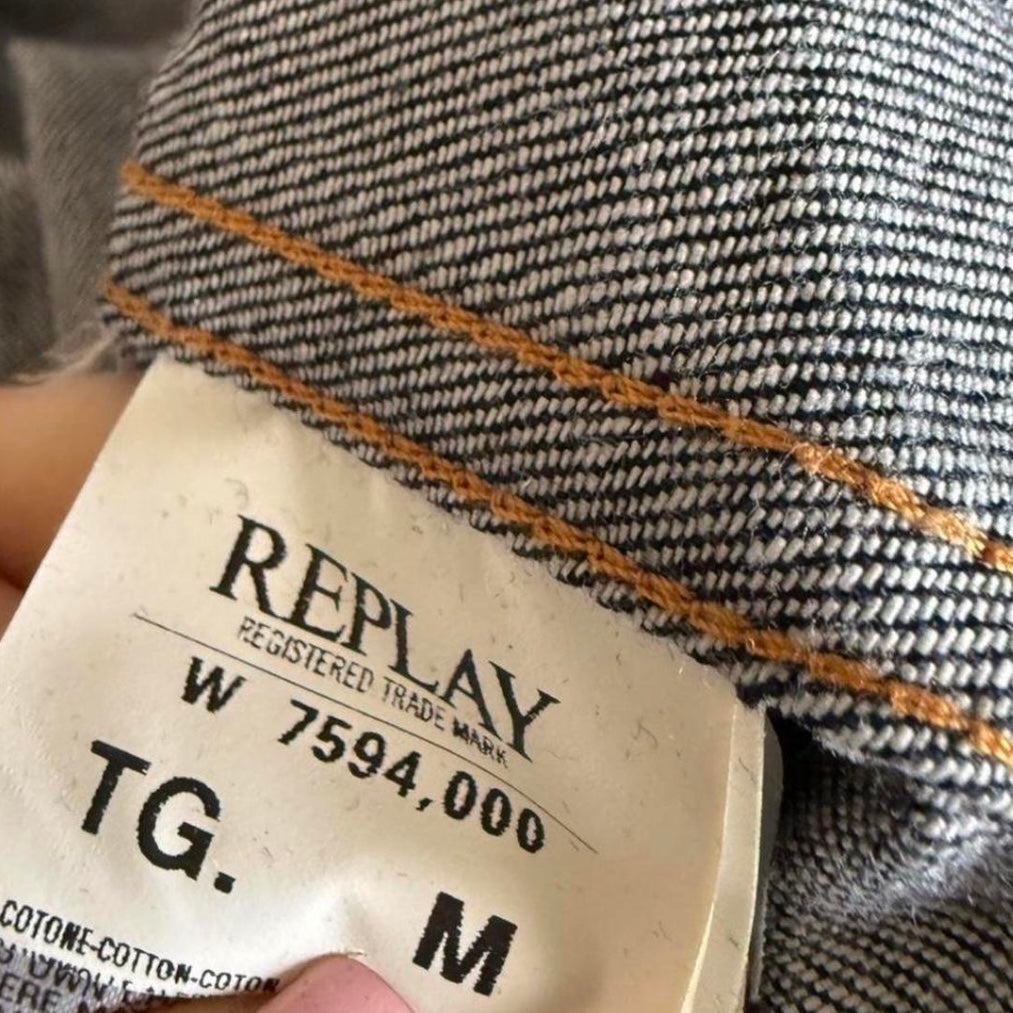 REPLAY
REGISTERED TRADE MARK
W 7594,000
TG. M
COTONE-COTTON-COTON